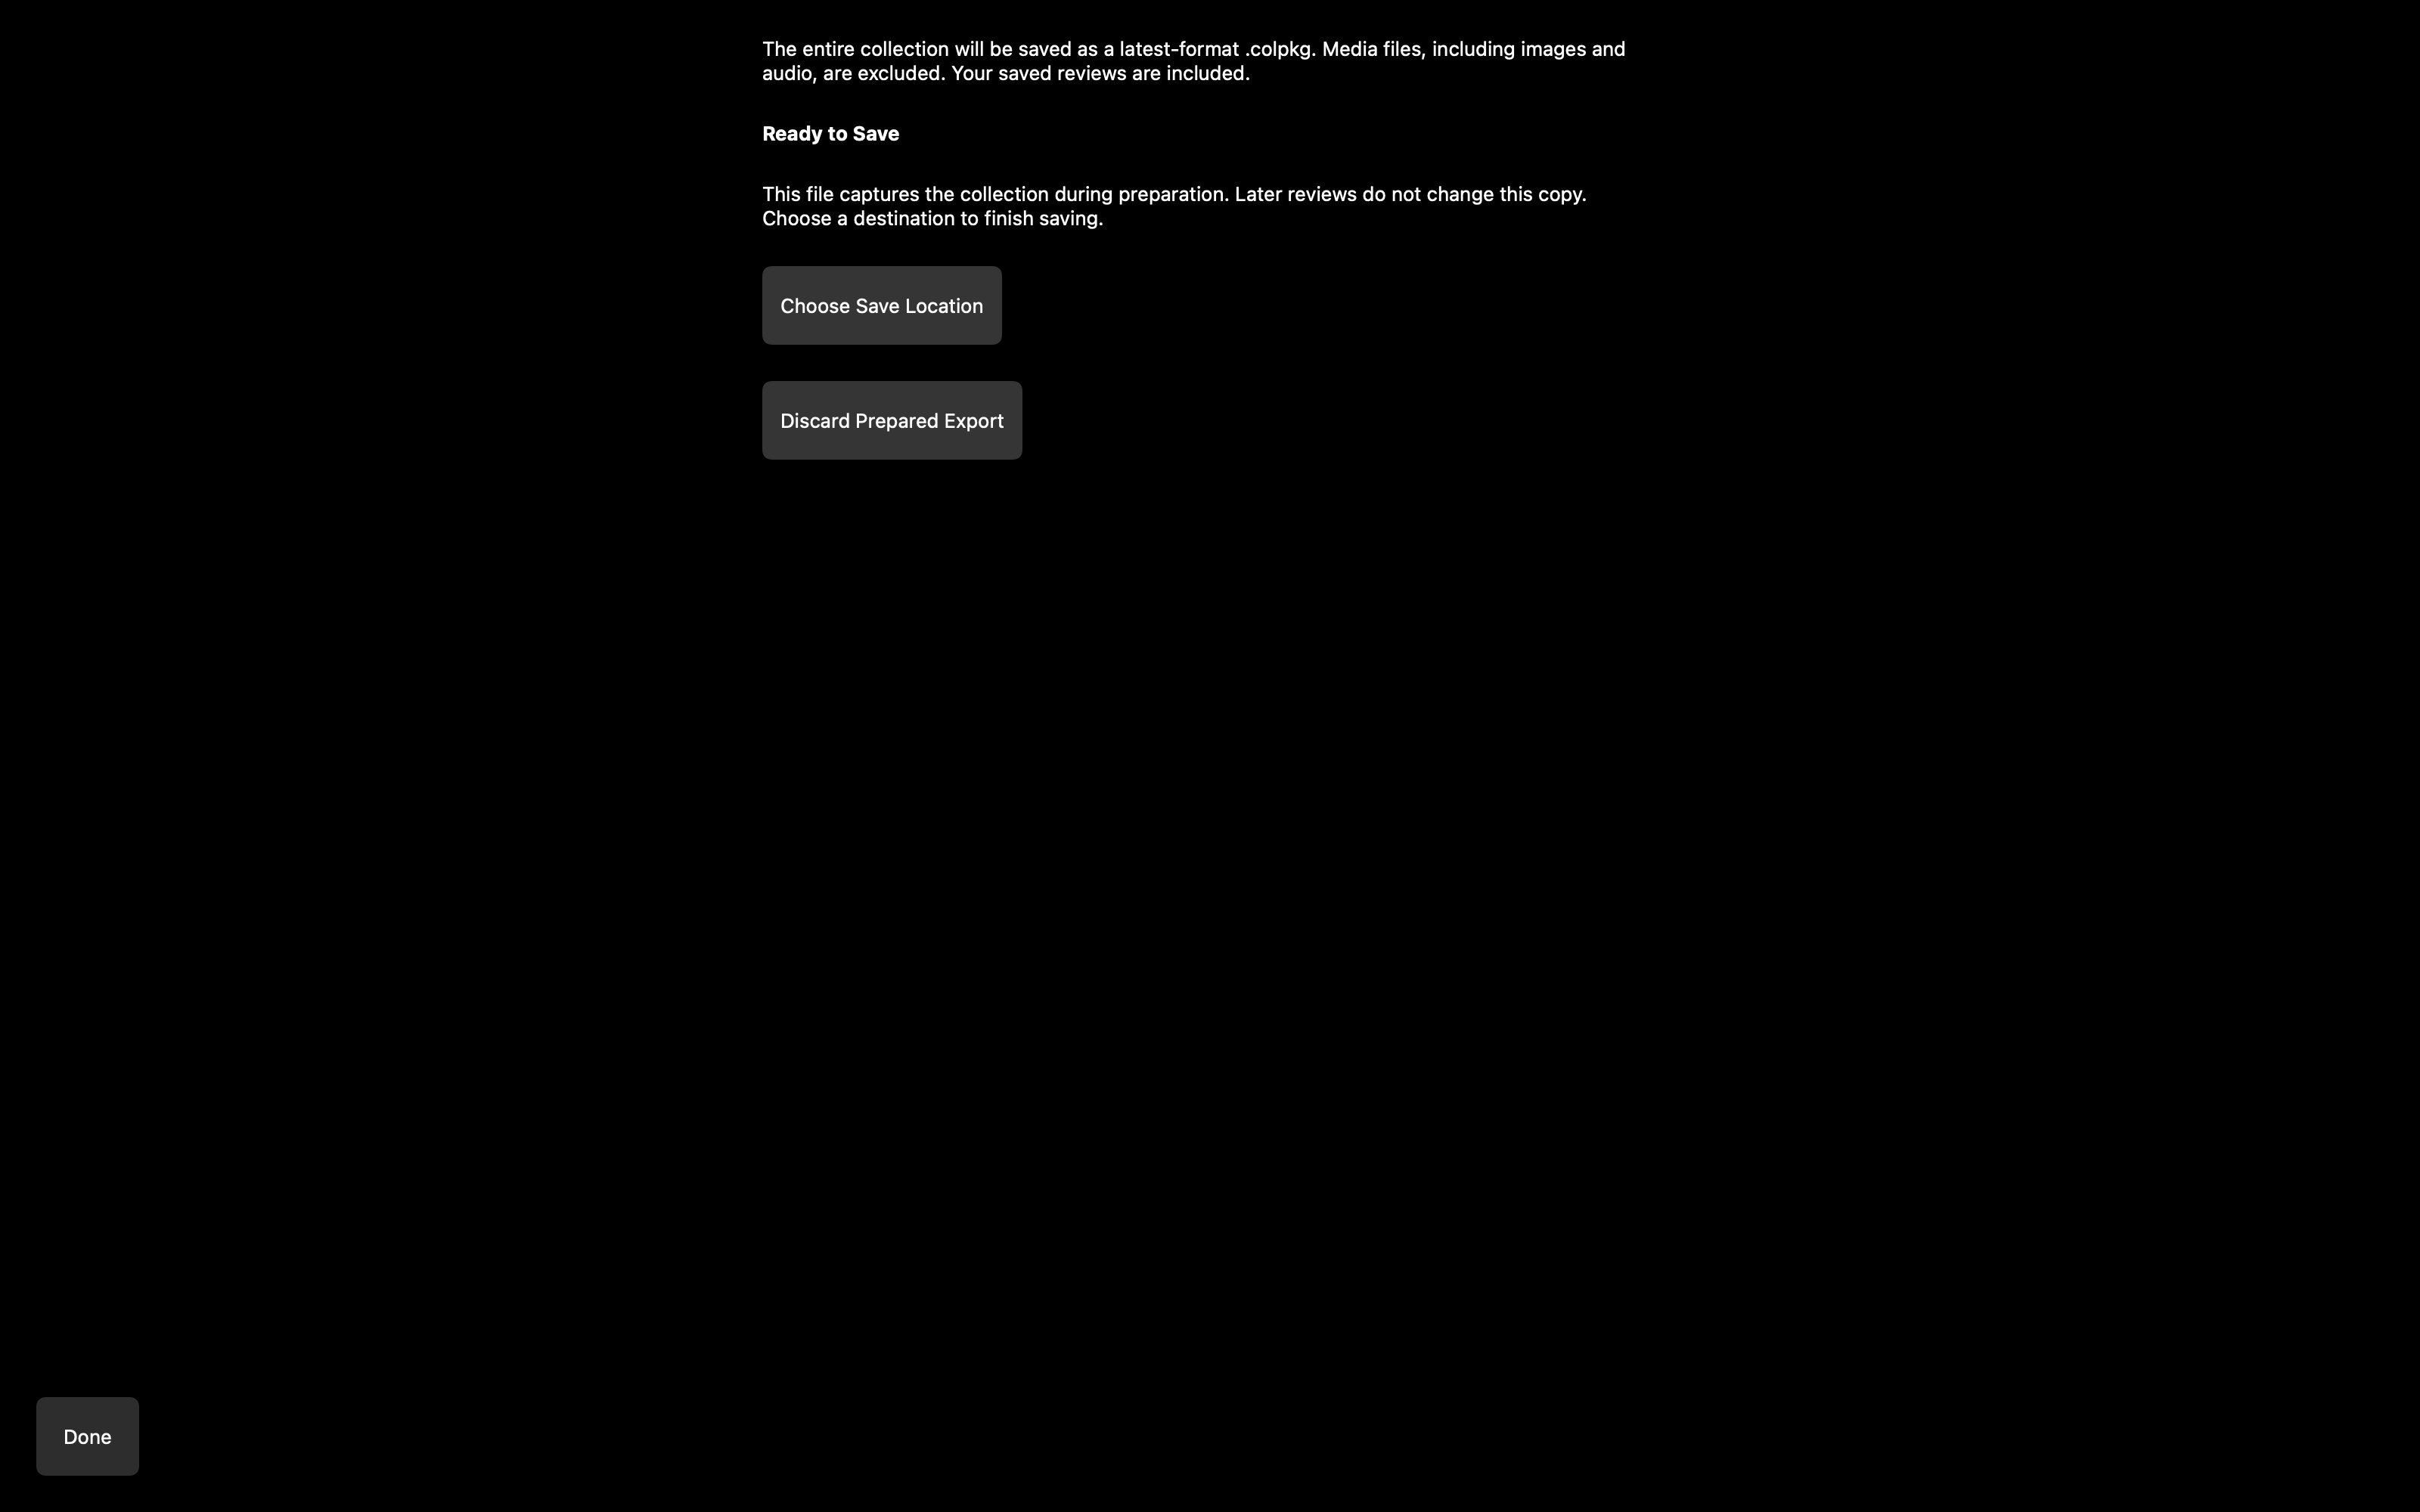 The entire collection will be saved as a latest-format .colpkg. Media files, including images and
audio, are excluded. Your saved reviews are included.
Ready to Save
This file captures the collection during preparation. Later reviews do not change this copy.
Choose a destination to finish saving.
Choose Save Location
Discard Prepared Export
Done